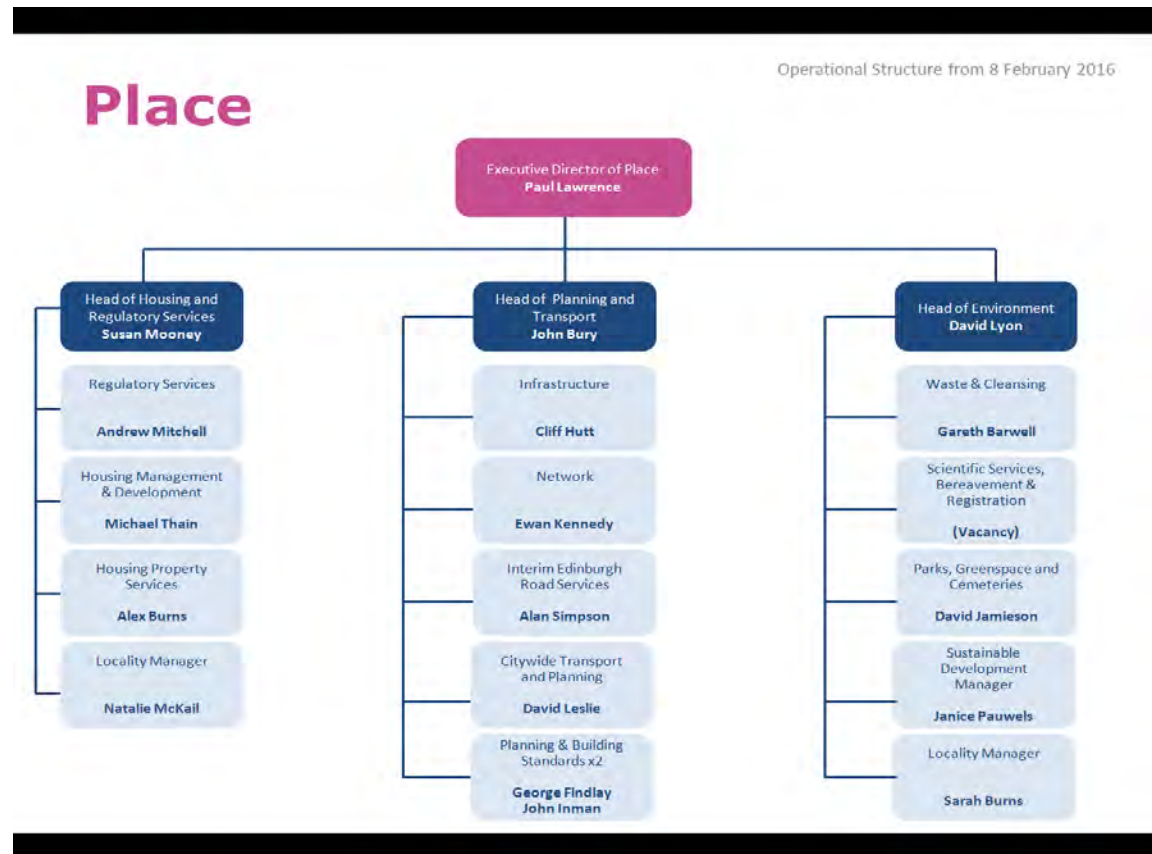 Operational Structure from 8 February 2016
Place
Executive Director of Place
Paul Lawrence
Head of Housing and
Regulatory Services
Susan Mooney
Regulatory Services
Andrew Mitchell
Housing Management
& Development
Michael Thain
Housing Property
Services
Alex Burns
Locality Manager
Natalie McKail
Head of Planning and
Transport
John Bury
Infrastructure
Cliff Hutt
Network
Ewan Kennedy
Interim Edinburgh
Road Services
Alan Simpson
Citywide Transport
and Planning
David Leslie
Planning & Building
Standards x2
George Findlay
John Inman
Head of Environment
David Lyon
Waste & Cleansing
Gareth Barwell
Scientific Services,
Bereavement &
Registration
(Vacancy)
Parks, Greenspace and
Cemeteries
David Jamieson
Sustainable
Development
Manager
Janice Pauwels
Locality Manager
Sarah Burns